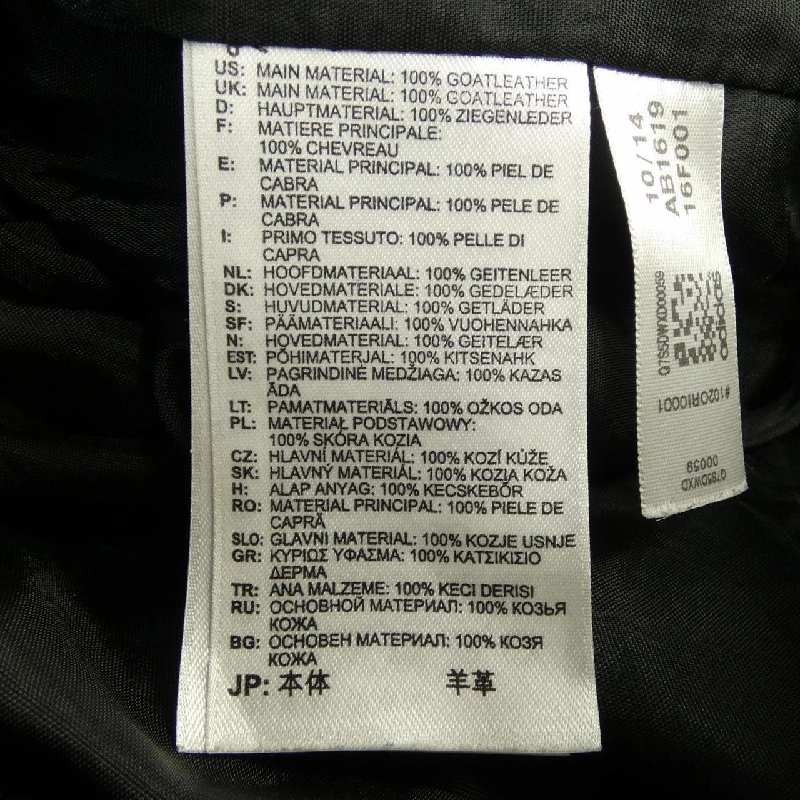 US: MAIN MATERIAL: 100% GOATLEATHER
UK: MAIN MATERIAL: 100% GOATLEATHER
D: HAUPTMATERIAL: 100% ZIEGENLEDER
F: MATIERE PRINCIPALE:
100% CHEVREAU
E: MATERIAL PRINCIPAL: 100% PIEL DE
CABRA
P: MATERIAL PRINCIPAL: 100% PELE DE
CABRA
I: PRIMO TESSUTO: 100% PELLE DI
CAPRA
NL: HOOFDMATERIAAL: 100% GEITENLEER
DK: HOVEDMATERIALE: 100% GEDELÆDER
S: HUVUDMATERIAL: 100% GETLÄDER
SF: PÄÄMATERIAALI: 100% VUOHENNAHKA
N: HOVEDMATERIAL: 100% GEITELÆR
EST: PÕHIMATERJAL: 100% KITSENAHK
LV: PAGRINDINE MEDŽIAGA: 100% KAZAS
ĀDA
LT: PAMATMATERIĀLS: 100% OŽKOS ODA
PL: MATERIAŁ PODSTAWOWY:
100% SKÓRA KOZIA
CZ: HLAVNÍ MATERIÁL: 100% KOZÍ KŮŽE
SK: HLAVNÝ MATERIÁL: 100% KOZIA KOŽA
H: ALAP ANYAG: 100% KECSKEBŐR
RO: MATERIAL PRINCIPAL: 100% PIELE DE
CAPRĂ
SLO: GLAVNI MATERIAL: 100% KOZJE USNJE
GR: ΚΥΡΙΩΣ ΥΦΑΣΜΑ: 100% ΚΑΤΣΙΚΙΣΙΟ
ΔΕΡΜΑ
TR: ANA MALZEME: 100% KECI DERISI
RU: ОСНОВНОЙ МАТЕРИАЛ: 100% КОЗЬЯ
КОЖА
BG: ОСНОВЕН МАТЕРИАЛ: 100% КОЗЯ
КОЖА
JP: 本体 羊革
10/14
AB1619
16F001
Q7S5DWXD00059
adidas
#102ORI0001
Q7S5DWXD
00059